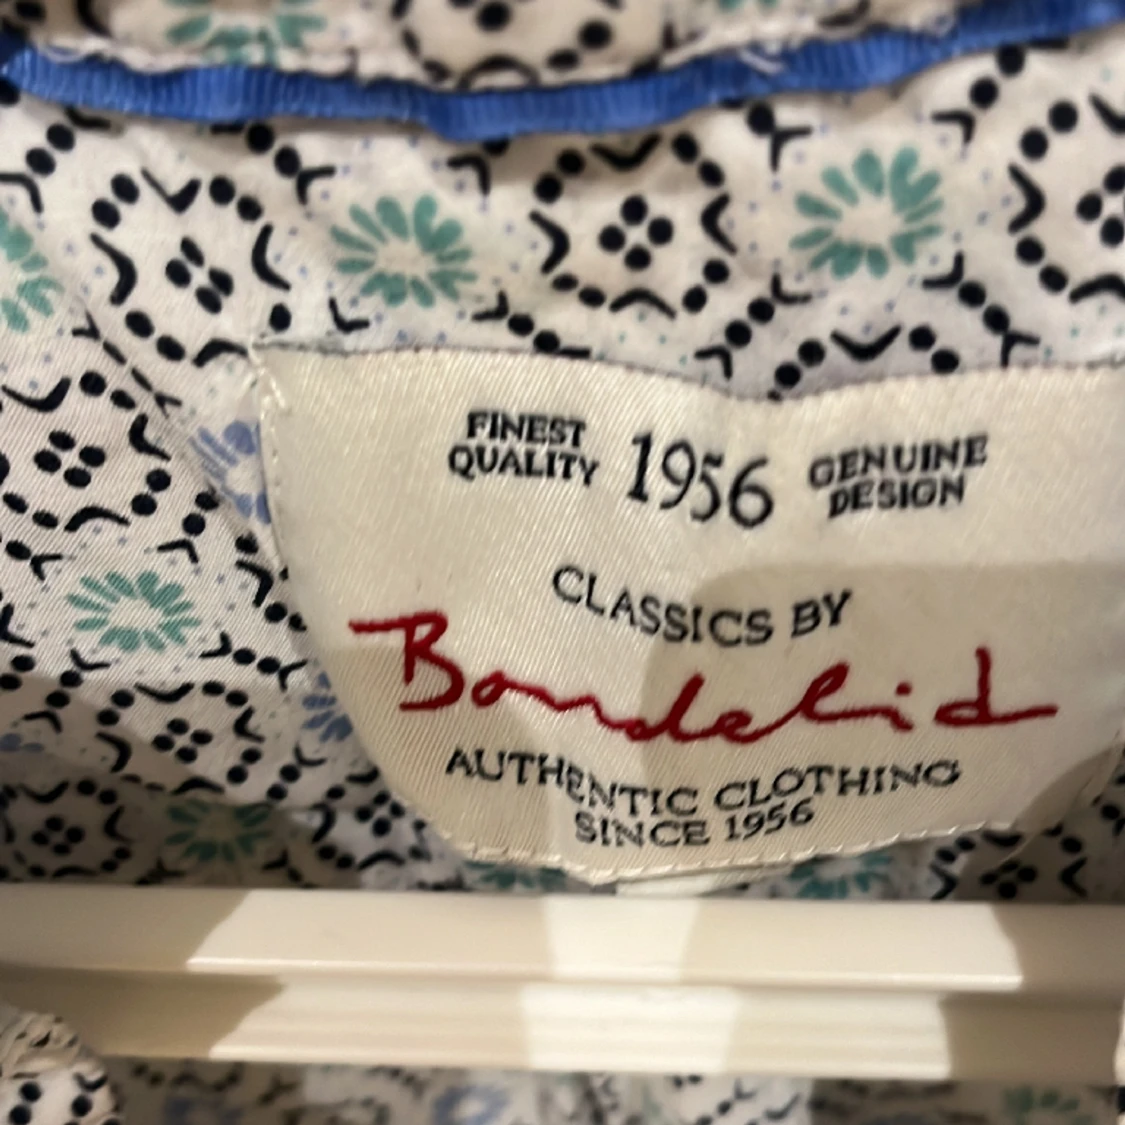 FINEST
QUALITY
1956
GENUINE
DESIGN
CLASSICS BY
Bondelid
AUTHENTIC CLOTHING
SINCE 1956